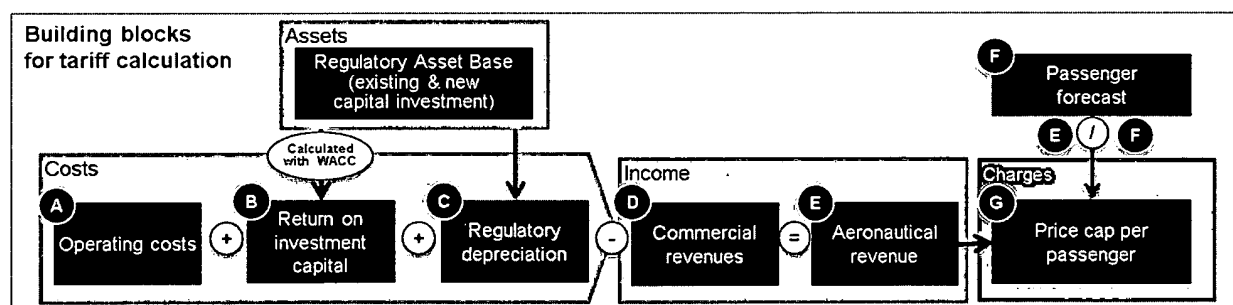 Building blocks
for tariff calculation
Assets
Regulatory Asset Base
(existing & new
capital investment)
F
Passenger
forecast
E / F
Calculated
with WACC
Costs
A
Operating costs
+
B
Return on
investment
capital
+
C
Regulatory
depreciation
-
Income
D
Commercial
revenues
=
E
Aeronautical
revenue
Charges
G
Price cap per
passenger